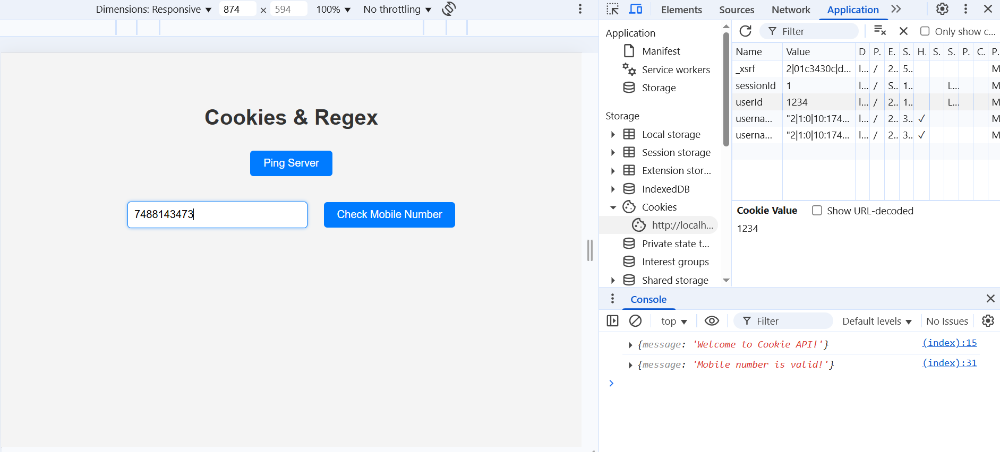 Dimensions: Responsive ▼ 874 × 594 100% ▼ No throttling ▼
Cookies & Regex
Ping Server
7488143473 Check Mobile Number
Elements Sources Network Application
Application
Manifest
Service workers
Storage
Storage
Local storage
Session storage
Extension stor...
IndexedDB
Cookies
http://localh...
Private state t...
Interest groups
Shared storage
Filter Only show c...
Name Value D P. E. S. H. S. S. P. C. P.
_xsrf 2|01c3430c|d... l... / 2.. 5.. M
sessionId 1 l... / S.. 1.. L... M
userId 1234 l... / 2.. 1.. L... M
userna... "2|1:0|10:174... l... / 2.. 3.. ✓ M
userna... "2|1:0|10:174... l... / 2.. 3.. ✓ M
Cookie Value Show URL-decoded
1234
Console
top ▼ Filter Default levels ▼ No Issues
{message: 'Welcome to Cookie API!'} (index):15
{message: 'Mobile number is valid!'} (index):31